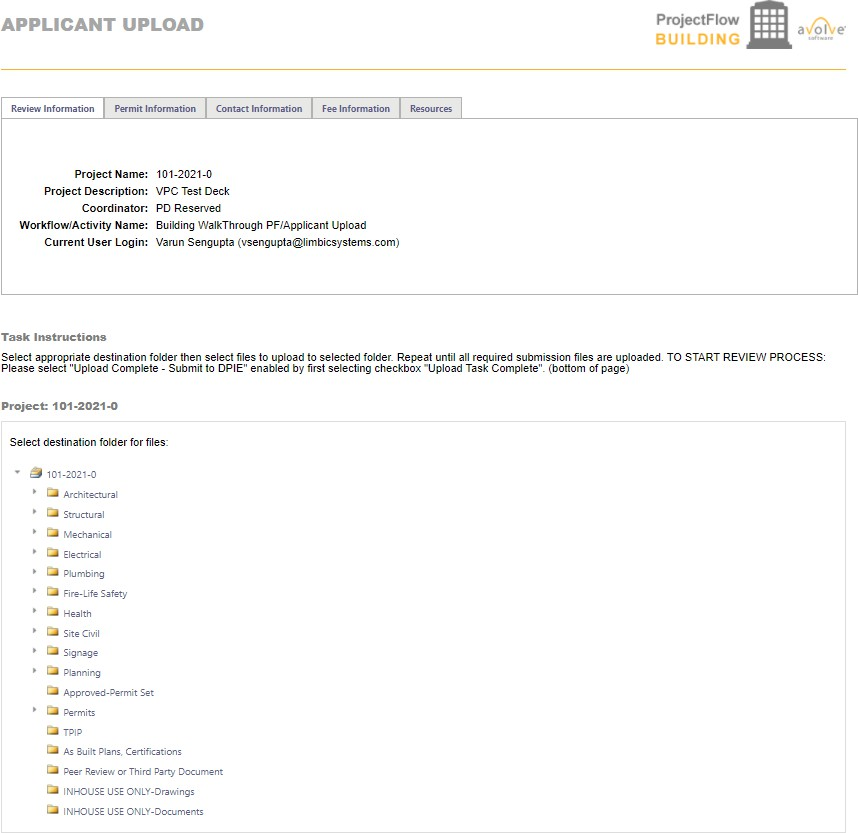 APPLICANT UPLOAD
ProjectFlow
BUILDING
avolve
software
Review Information
Permit Information
Contact Information
Fee Information
Resources
Project Name: 101-2021-0
Project Description: VPC Test Deck
Coordinator: PD Reserved
Workflow/Activity Name: Building WalkThrough PF/Applicant Upload
Current User Login: Varun Sengupta (vsengupta@limbicsystems.com)
Task Instructions
Select appropriate destination folder then select files to upload to selected folder. Repeat until all required submission files are uploaded. TO START REVIEW PROCESS:
Please select "Upload Complete - Submit to DPIE" enabled by first selecting checkbox "Upload Task Complete". (bottom of page)
Project: 101-2021-0
Select destination folder for files:
101-2021-0
Architectural
Structural
Mechanical
Electrical
Plumbing
Fire-Life Safety
Health
Site Civil
Signage
Planning
Approved-Permit Set
Permits
TPIP
As Built Plans, Certifications
Peer Review or Third Party Document
INHOUSE USE ONLY-Drawings
INHOUSE USE ONLY-Documents